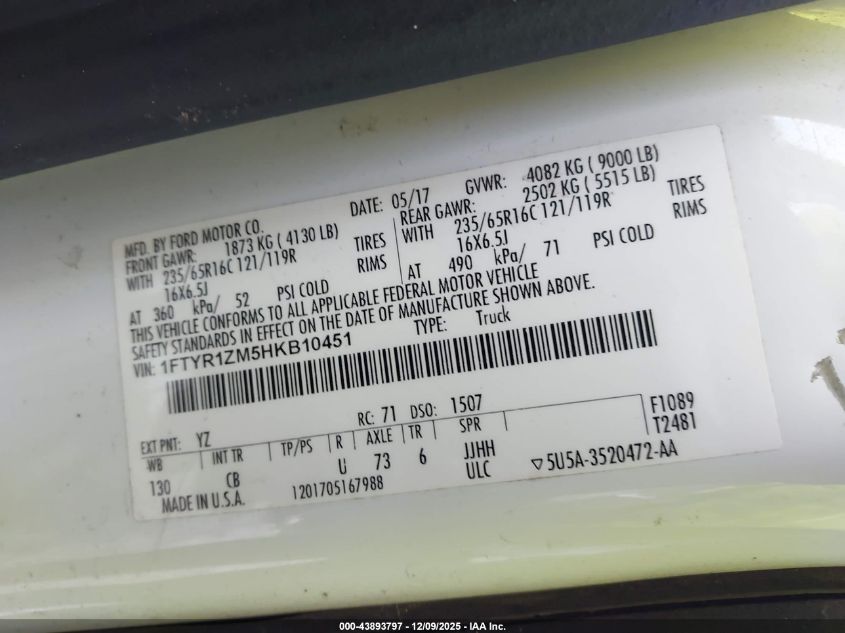 MFD. BY FORD MOTOR CO.
DATE: 05/17
GVWR: 4082 KG ( 9000 LB)
FRONT GAWR: 1873 KG ( 4130 LB)
REAR GAWR: 2502 KG ( 5515 LB)
WITH 235/65R16C 121/119R TIRES
WITH 235/65R16C 121/119R TIRES
16X6.5J RIMS
16X6.5J RIMS
AT 360 kPa/ 52 PSI COLD
AT 490 kPa/ 71 PSI COLD
THIS VEHICLE CONFORMS TO ALL APPLICABLE FEDERAL MOTOR VEHICLE
SAFETY STANDARDS IN EFFECT ON THE DATE OF MANUFACTURE SHOWN ABOVE.
VIN: 1FTYR1ZM5HKB10451
TYPE: Truck
EXT PNT: YZ
RC: 71 DSO: 1507
F1089
WB INT TR TP/PS R AXLE TR SPR
T2481
130 CB U 73 6 JJHH
5U5A-3520472-AA
ULC
MADE IN U.S.A. 1201705167988
000-43893797 - 12/09/2025 - IAA Inc.